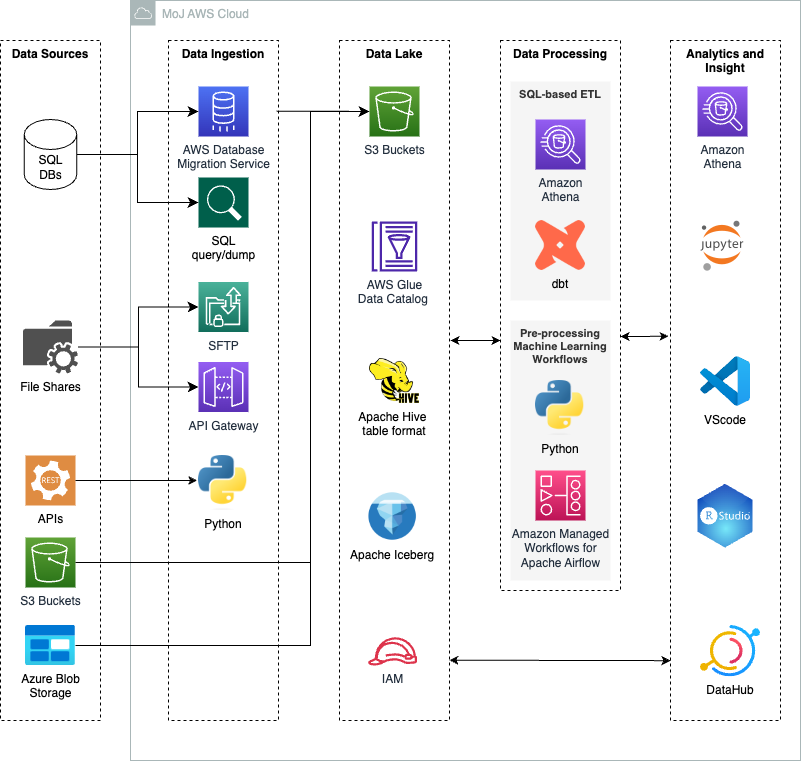 MoJ AWS Cloud
Data Sources
SQL
DBs
File Shares
REST
APIs
S3 Buckets
Azure Blob
Storage
Data Ingestion
AWS Database
Migration Service
SQL
query/dump
SFTP
</>
API Gateway
Python
Data Lake
S3 Buckets
AWS Glue
Data Catalog
HIVE
Apache Hive
table format
Apache Iceberg
IAM
Data Processing
SQL-based ETL
Amazon
Athena
dbt
Pre-processing
Machine Learning
Workflows
Python
Amazon Managed
Workflows for
Apache Airflow
Analytics and
Insight
Amazon
Athena
jupyter
VScode
R Studio
DataHub